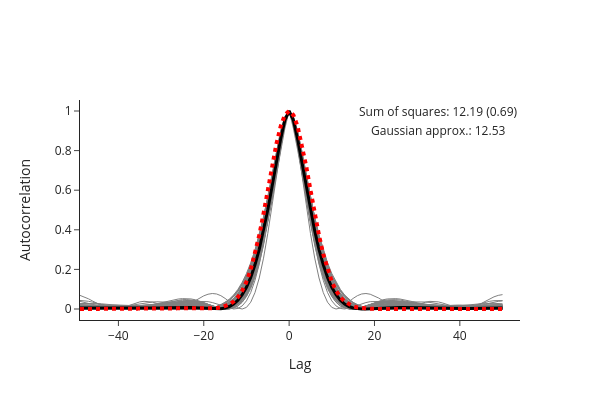 Sum of squares: 12.19 (0.69)
Gaussian approx.: 12.53
1
0.8
0.6
0.4
0.2
0
Autocorrelation
−40
−20
0
20
40
Lag